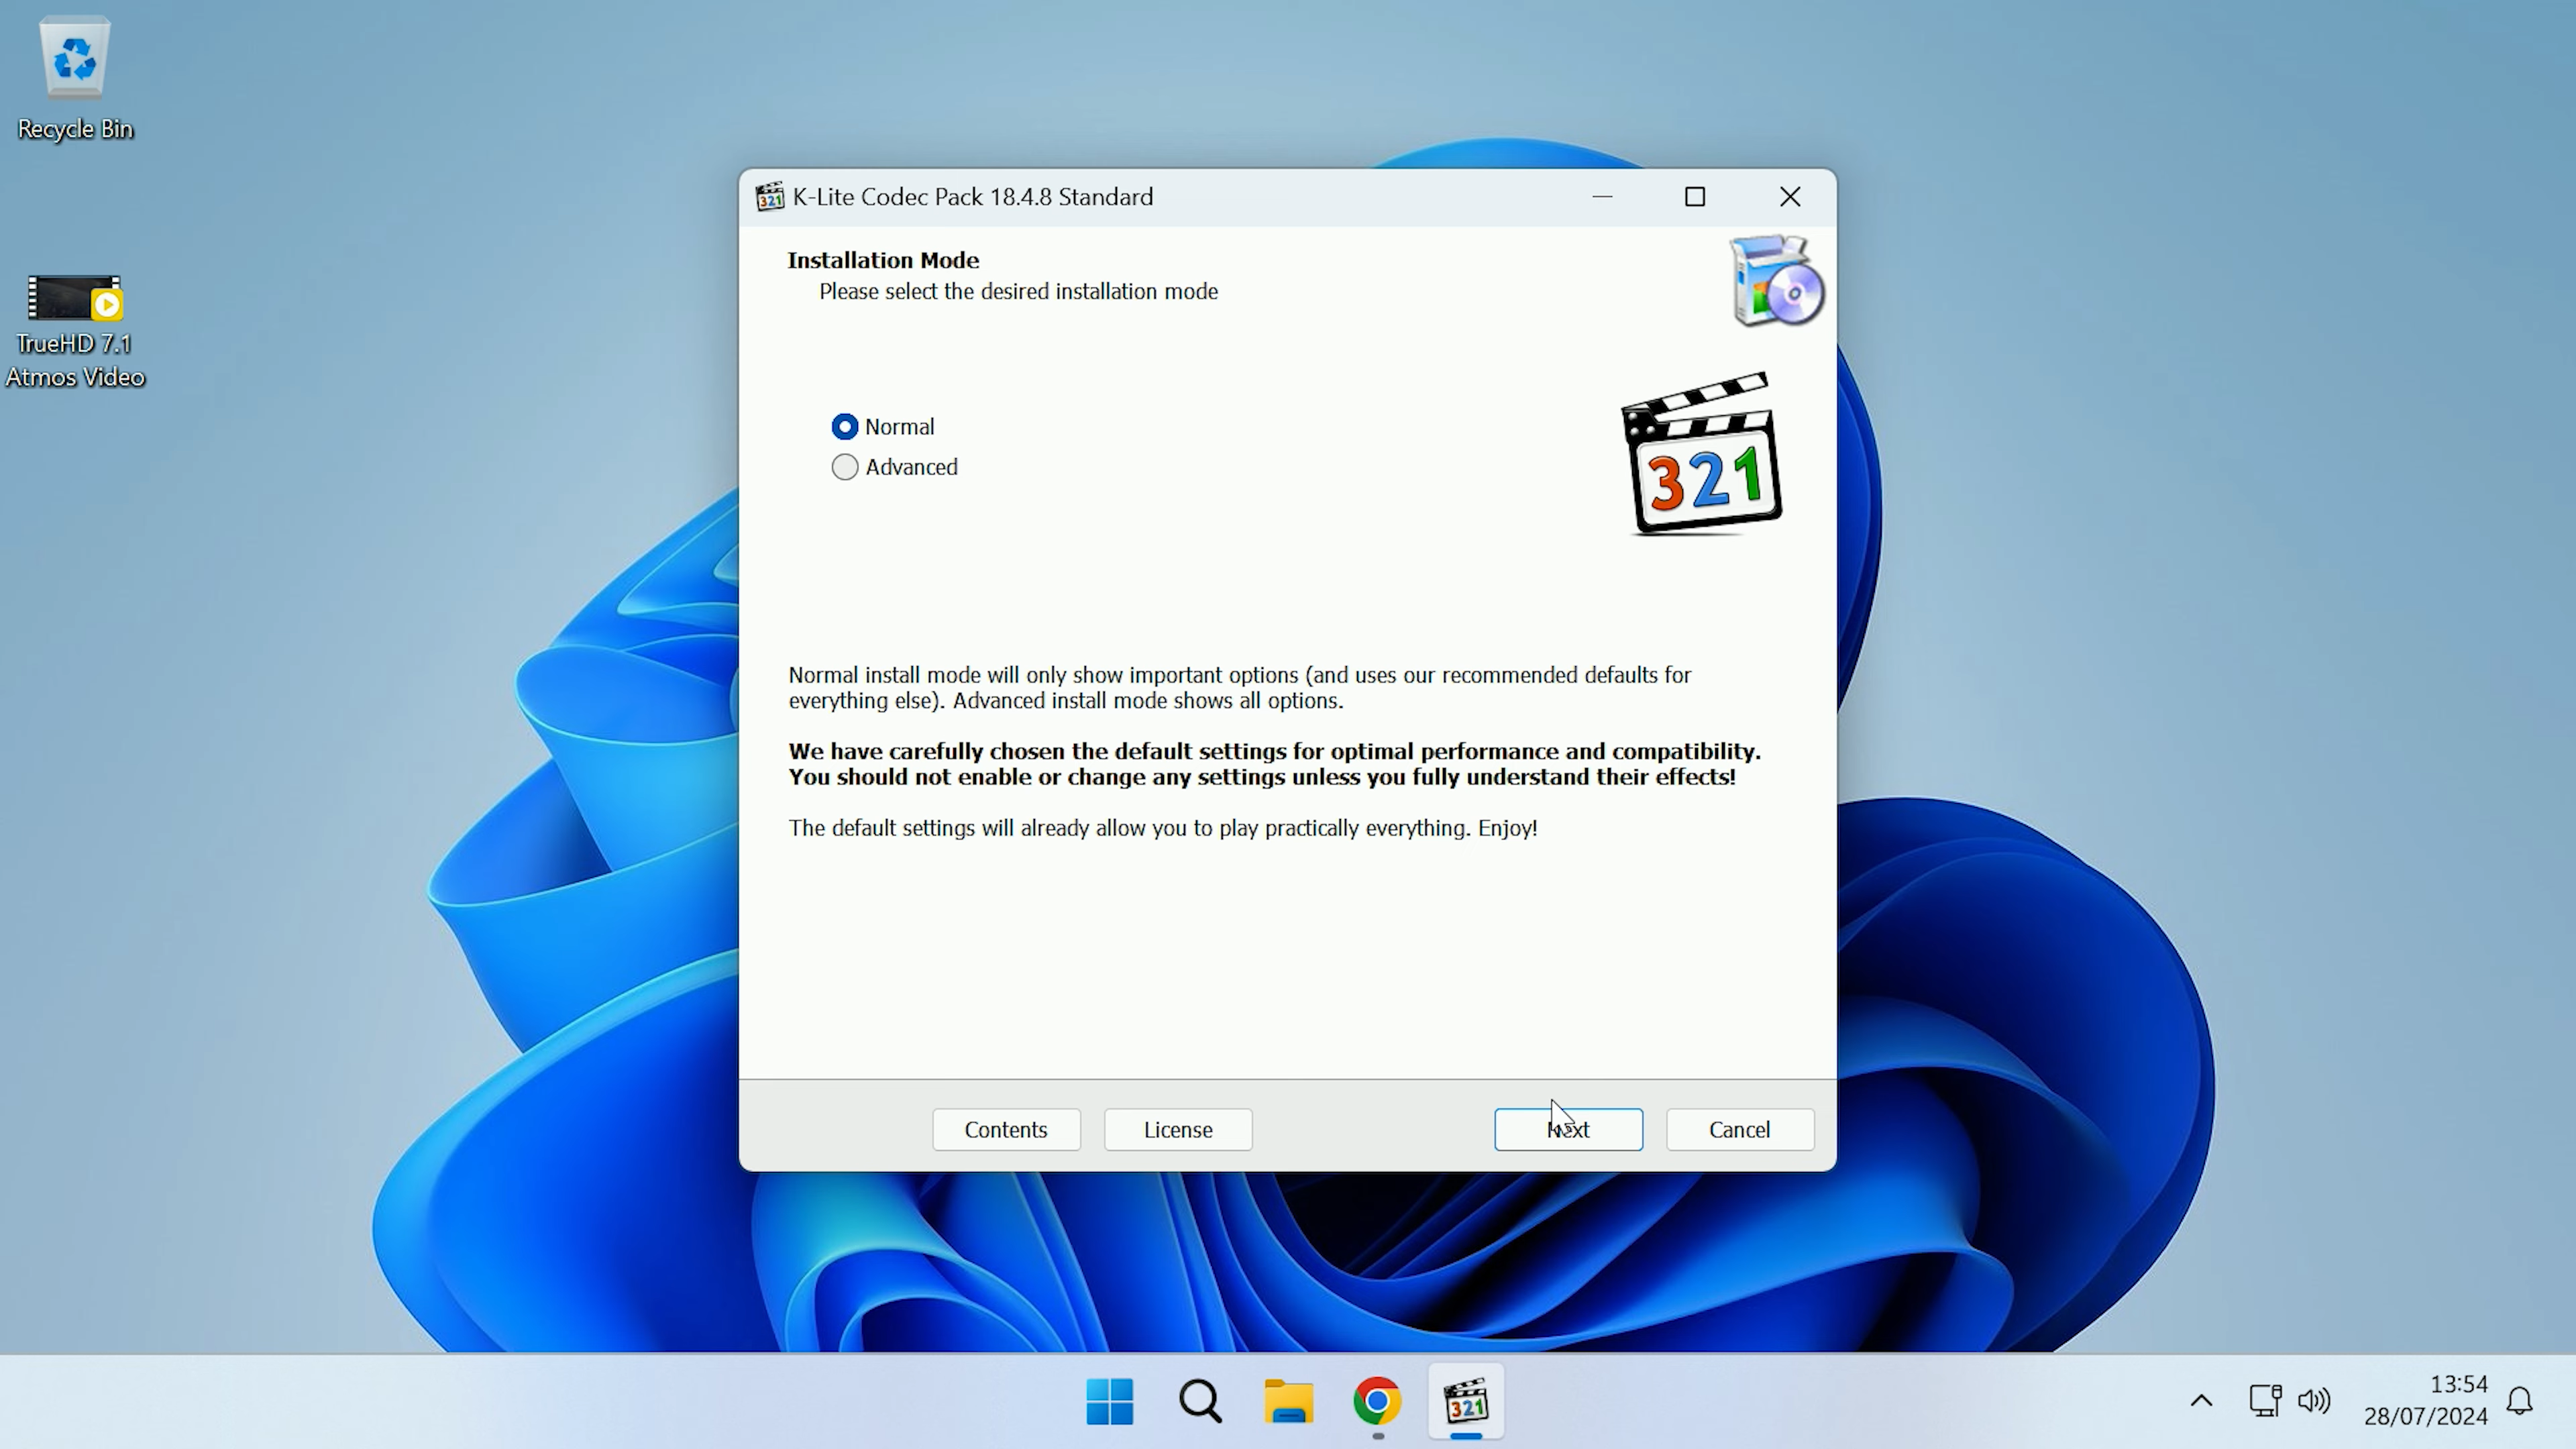 Recycle Bin
TrueHD 7.1
Atmos Video
321
K-Lite Codec Pack 18.4.8 Standard
Installation Mode
Please select the desired installation mode
321
Normal
Advanced
Normal install mode will only show important options (and uses our recommended defaults for
everything else). Advanced install mode shows all options.
We have carefully chosen the default settings for optimal performance and compatibility.
You should not enable or change any settings unless you fully understand their effects!
The default settings will already allow you to play practically everything. Enjoy!
Contents
License
Next
Cancel
321
13:54
28/07/2024